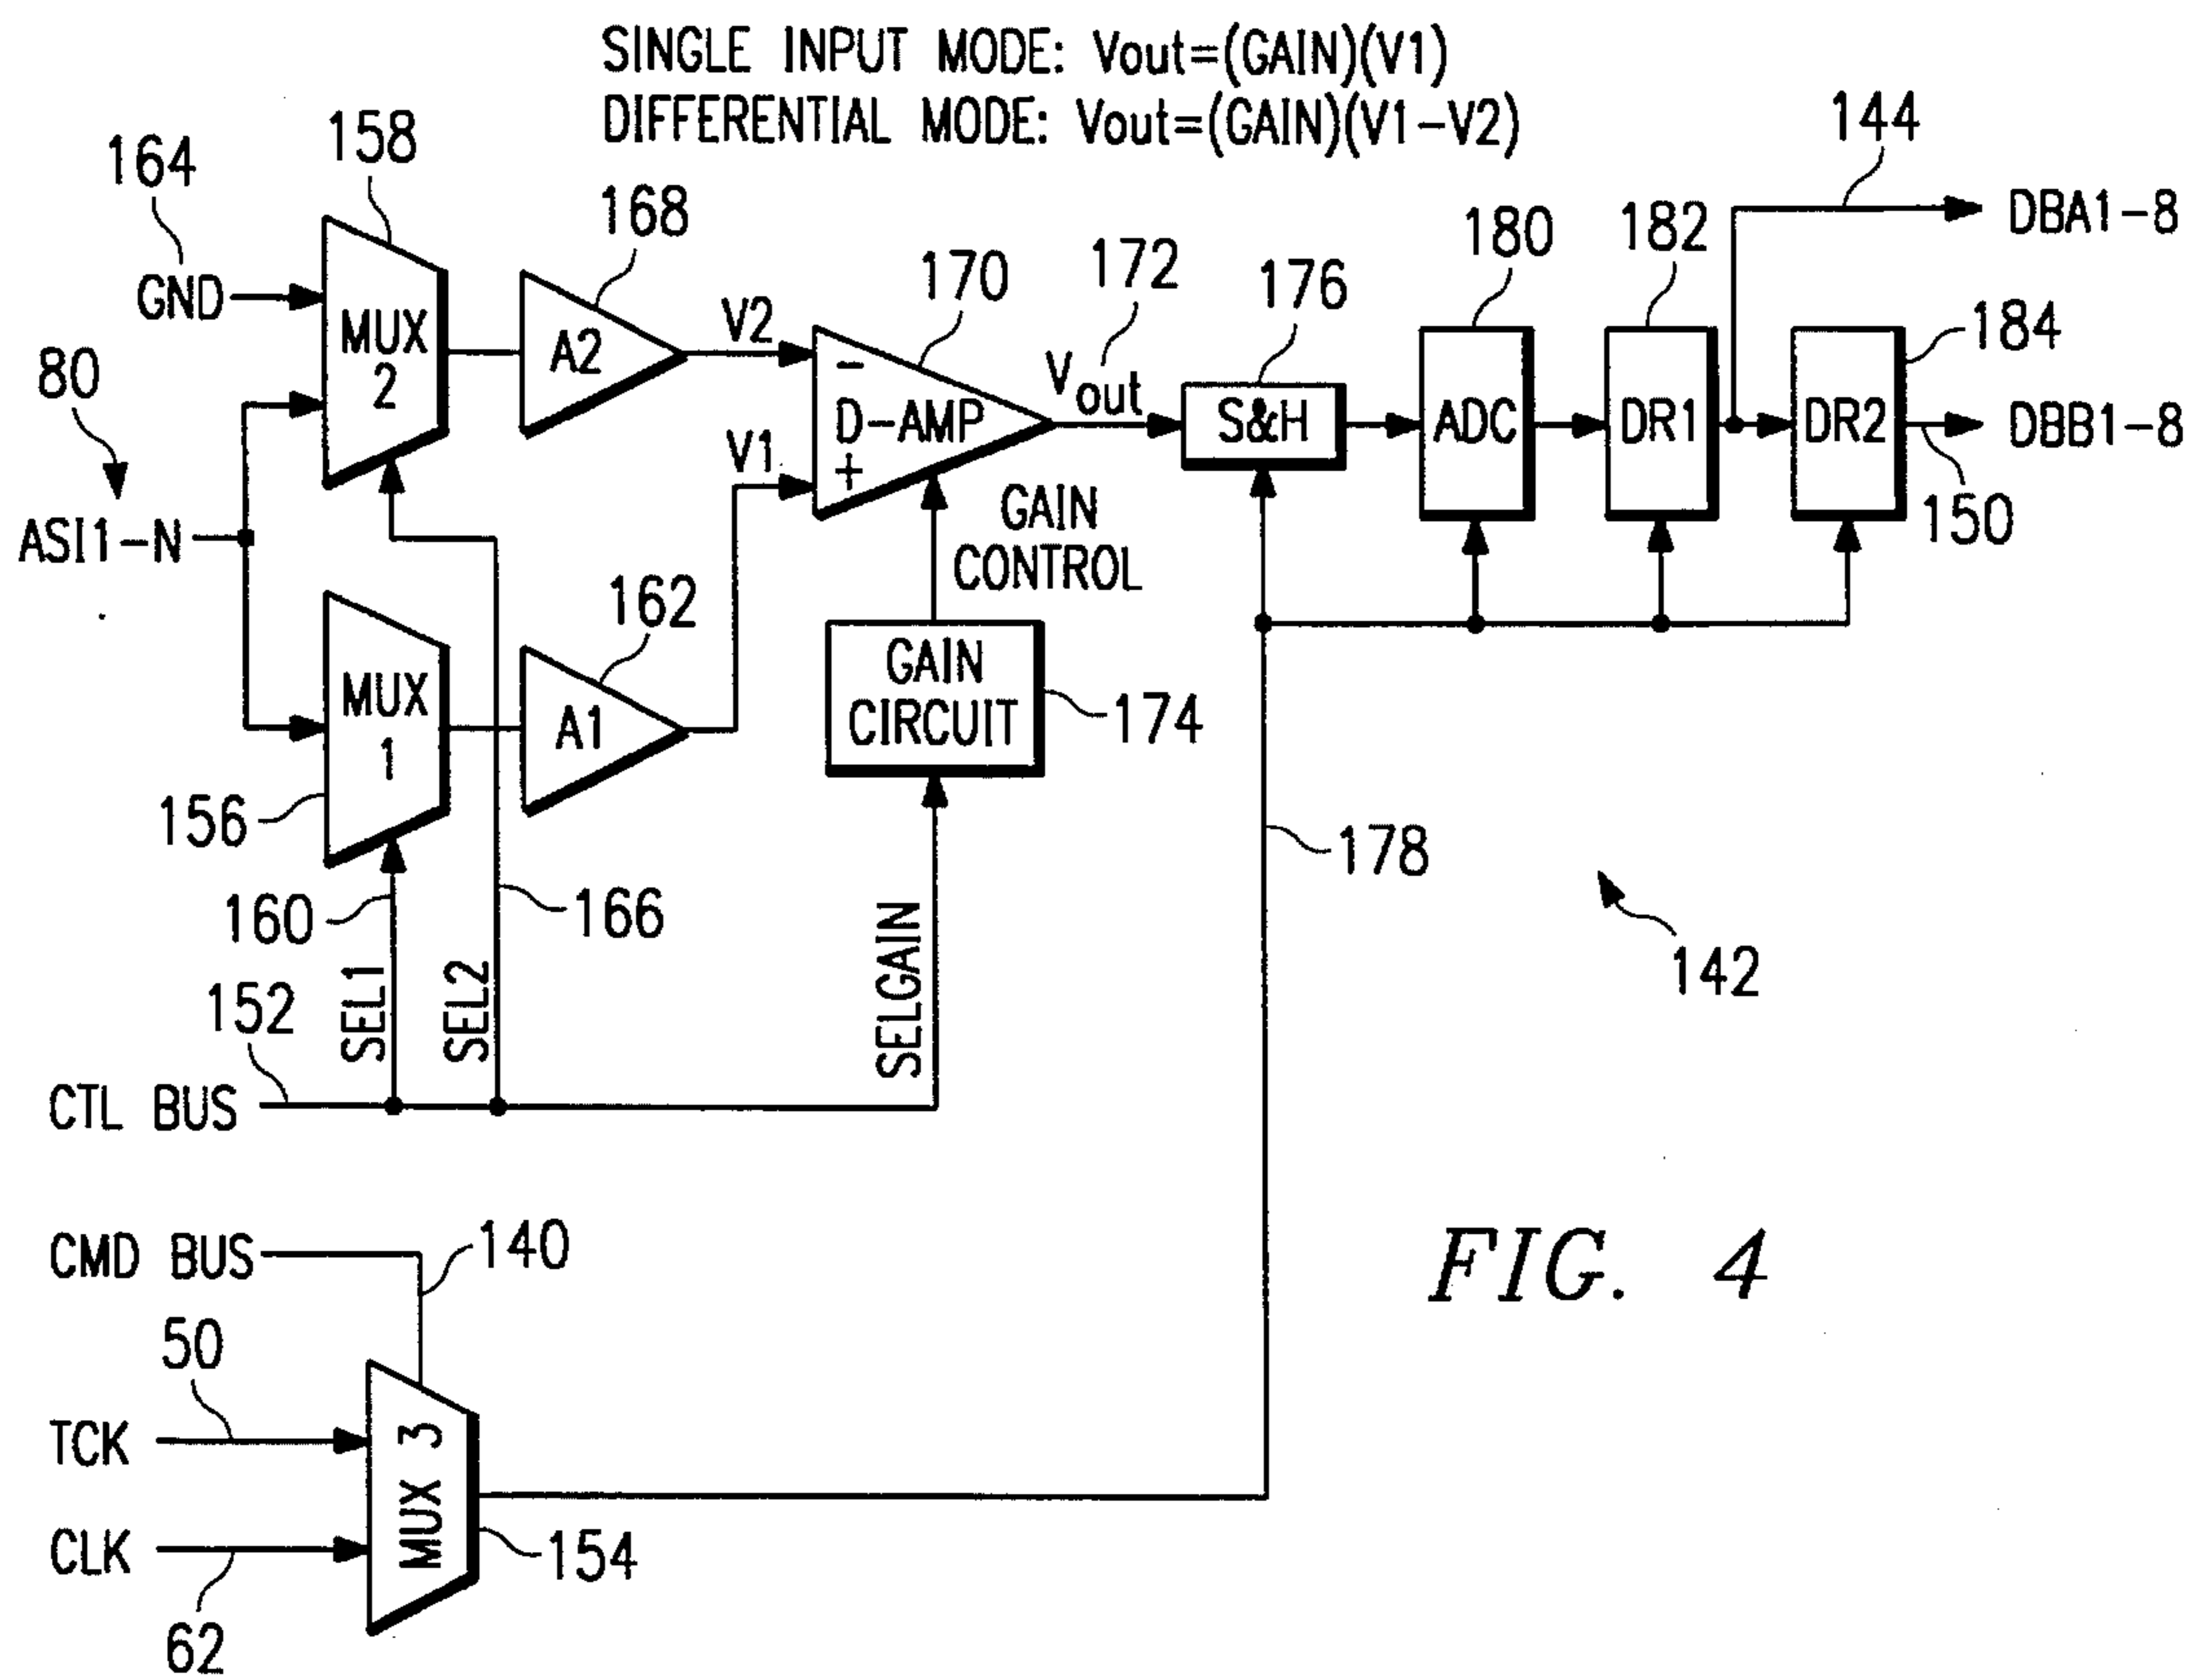 SINGLE INPUT MODE: Vout=(GAIN)(V1)
DIFFERENTIAL MODE: Vout=(GAIN)(V1-V2)
144
164
158
168
DBA1-8
180
182
170
172
176
GND
MUX
2
A2
V2
184
80
-
D-AMP
+
Vout
S&H
ADC
DR1
DR2
DBB1-8
V1
150
ASI1-N
GAIN
CONTROL
162
MUX
1
A1
GAIN
CIRCUIT
174
156
178
160
166
142
SEL1
SEL2
SELGAIN
152
CTL BUS
CMD BUS
140
FIG. 4
50
TCK
MUX 3
CLK
154
62